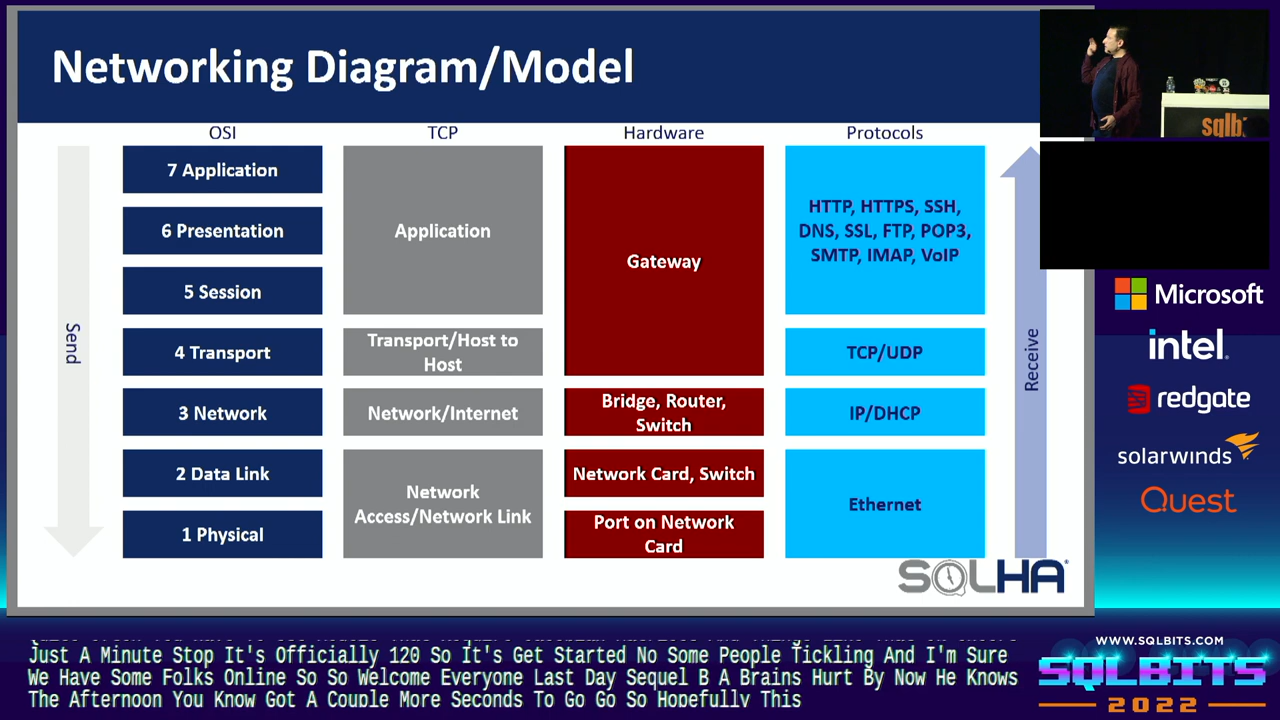 Networking Diagram/Model
OSI
TCP
Hardware
Protocols
Send
7 Application
6 Presentation
5 Session
4 Transport
3 Network
2 Data Link
1 Physical
Application
Transport/Host to
Host
Network/Internet
Network
Access/Network Link
Gateway
Bridge, Router,
Switch
Network Card, Switch
Port on Network
Card
HTTP, HTTPS, SSH,
DNS, SSL, FTP, POP3,
SMTP, IMAP, VoIP
TCP/UDP
IP/DHCP
Ethernet
Receive
SQLHA
sqlb
Microsoft
intel.
redgate
solarwinds
Quest
WWW.SQLBITS.COM
SQLBITS
2022
Just A Minute Stop It's Officially 120 So It's Get Started No Some People Tickling And I'm Sure
We Have Some Folks Online So So Welcome Everyone Last Day Sequel B A Brains Hurt By Now He Knows
The Afternoon You Know Got A Couple More Seconds To Go Go So Hopefully This